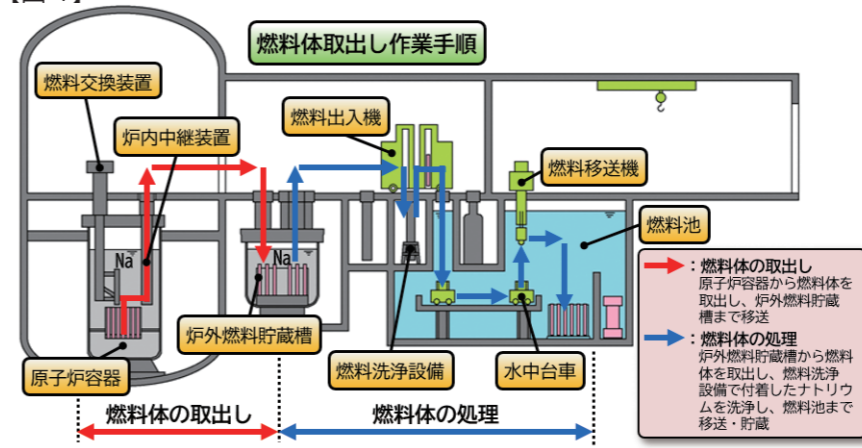 燃料体取出し作業手順
燃料交換装置
炉内中継装置
燃料出入機
燃料移送機
燃料池
Na
Na
炉外燃料貯蔵槽
原子炉容器
燃料洗浄設備
水中台車
：燃料体の取出し
原子炉容器から燃料体を
取出し、炉外燃料貯蔵
槽まで移送
：燃料体の処理
炉外燃料貯蔵槽から燃料
体を取出し、燃料洗浄
設備で付着したナトリウ
ムを洗浄し、燃料池まで
移送・貯蔵
燃料体の取出し
燃料体の処理